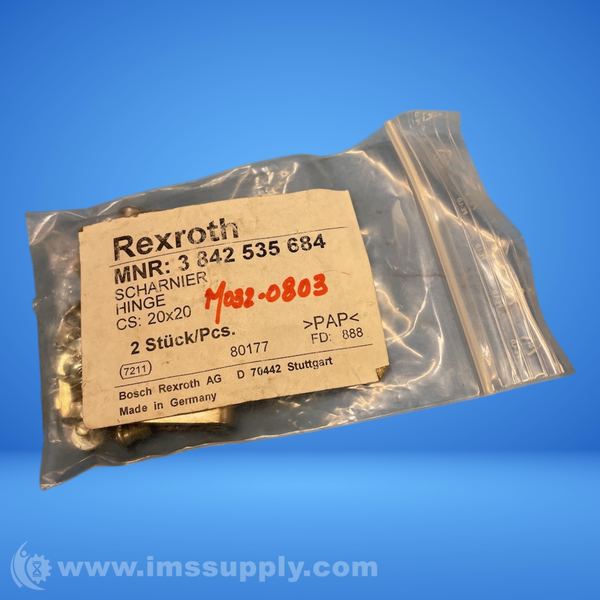 Rexroth
MNR: 3 842 535 684
SCHARNIER
HINGE
CS: 20x20
M032-0803
2 Stück/Pcs.
>PAP<
7211
80177
FD: 888
Bosch Rexroth AG D 70442 Stuttgart
Made in Germany
www.imssupply.com